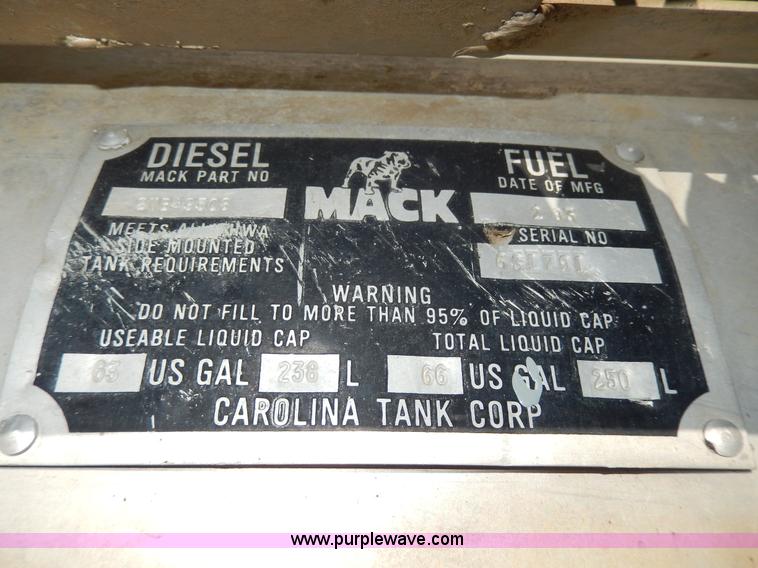 DIESEL
MACK PART NO
MEETS ALL FHWA
SIDE MOUNTED
TANK REQUIREMENTS
MACK
FUEL
DATE OF MFG
SERIAL NO
WARNING
DO NOT FILL TO MORE THAN 95% OF LIQUID CAP
USEABLE LIQUID CAP TOTAL LIQUID CAP
63 US GAL 238 L 66 US GAL 250 L
CAROLINA TANK CORP
www.purplewave.com